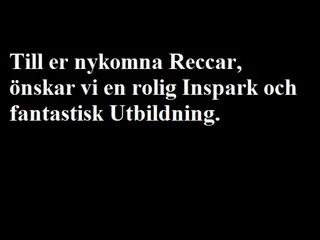 Till er nykomna Reccar,
önskar vi en rolig Inspark och
fantastisk Utbildning.